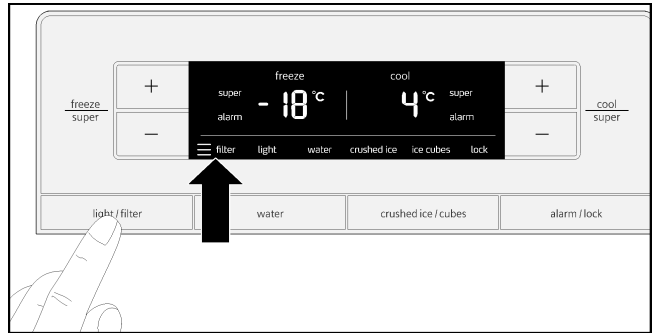 freeze cool
super super
- 18 °C 4 °C
alarm alarm
filter light water crushed ice ice cubes lock
freeze
super
+
−
+
−
cool
super
light / filter water crushed ice / cubes alarm / lock